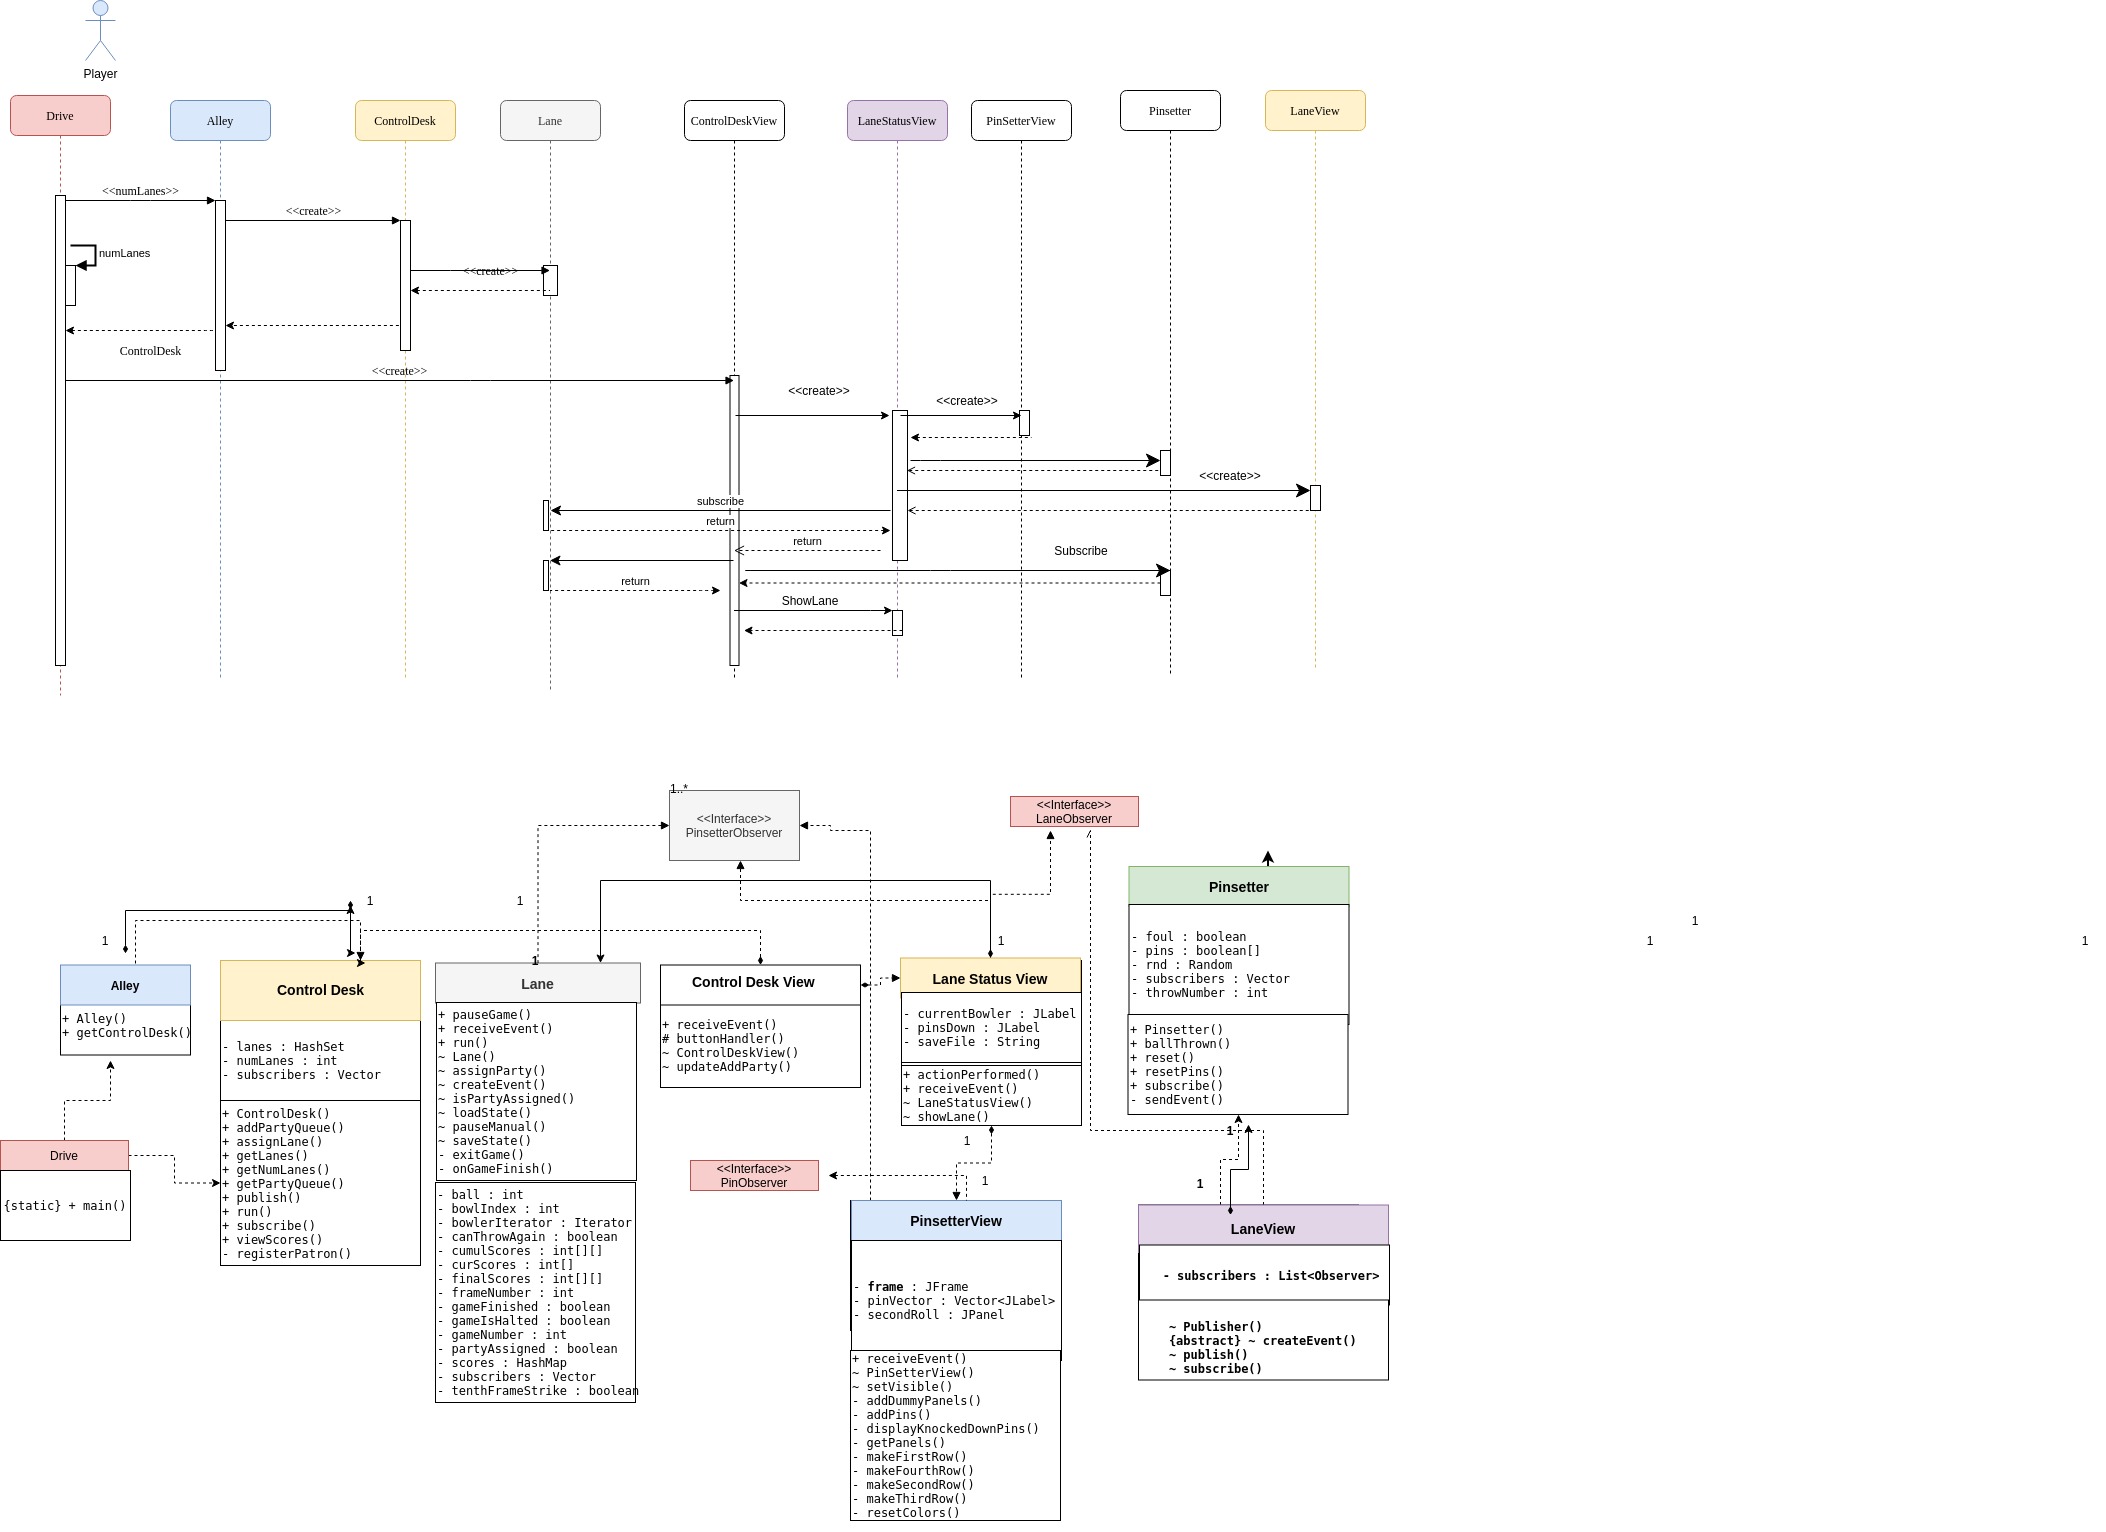 Player
Drive
Alley
ControlDesk
Lane
ControlDeskView
LaneStatusView
PinSetterView
Pinsetter
LaneView
<<numLanes>>
<<create>>
numLanes
<<create>>
ControlDesk
<<create>>
<<create>>
<<create>>
<<create>>
subscribe
return
return
Subscribe
return
ShowLane
1..*
<<Interface>>
PinsetterObserver
<<Interface>>
LaneObserver
1
1
1
1
1
1
1
1
Alley
+ Alley()
+ getControlDesk()
Drive
{static} + main()
Control Desk
- lanes : HashSet
- numLanes : int
- subscribers : Vector
+ ControlDesk()
+ addPartyQueue()
+ assignLane()
+ getLanes()
+ getNumLanes()
+ getPartyQueue()
+ publish()
+ run()
+ subscribe()
+ viewScores()
- registerPatron()
Lane
+ pauseGame()
+ receiveEvent()
+ run()
~ Lane()
~ assignParty()
~ createEvent()
~ isPartyAssigned()
~ loadState()
~ pauseManual()
~ saveState()
- exitGame()
- onGameFinish()
- ball : int
- bowlIndex : int
- bowlerIterator : Iterator
- canThrowAgain : boolean
- cumulScores : int[][]
- curScores : int[]
- finalScores : int[][]
- frameNumber : int
- gameFinished : boolean
- gameIsHalted : boolean
- gameNumber : int
- partyAssigned : boolean
- scores : HashMap
- subscribers : Vector
- tenthFrameStrike : boolean
Control Desk View
+ receiveEvent()
# buttonHandler()
~ ControlDeskView()
~ updateAddParty()
Lane Status View
- currentBowler : JLabel
- pinsDown : JLabel
- saveFile : String
+ actionPerformed()
+ receiveEvent()
~ LaneStatusView()
~ showLane()
1
<<Interface>>
PinObserver
1
PinsetterView
- frame : JFrame
- pinVector : Vector<JLabel>
- secondRoll : JPanel
+ receiveEvent()
~ PinSetterView()
~ setVisible()
- addDummyPanels()
- addPins()
- displayKnockedDownPins()
- getPanels()
- makeFirstRow()
- makeFourthRow()
- makeSecondRow()
- makeThirdRow()
- resetColors()
Pinsetter
- foul : boolean
- pins : boolean[]
- rnd : Random
- subscribers : Vector
- throwNumber : int
+ Pinsetter()
+ ballThrown()
+ reset()
+ resetPins()
+ subscribe()
- sendEvent()
1
1
LaneView
- subscribers : List<Observer>
~ Publisher()
{abstract} ~ createEvent()
~ publish()
~ subscribe()